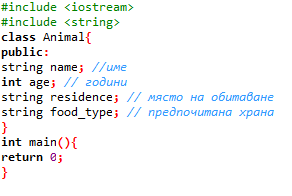 #include <iostream>
#include <string>
class Animal{
public:
string name; //име
int age; // години
string residence; // място на обитаване
string food_type; // предпочитана храна
}
int main(){
return 0;
}